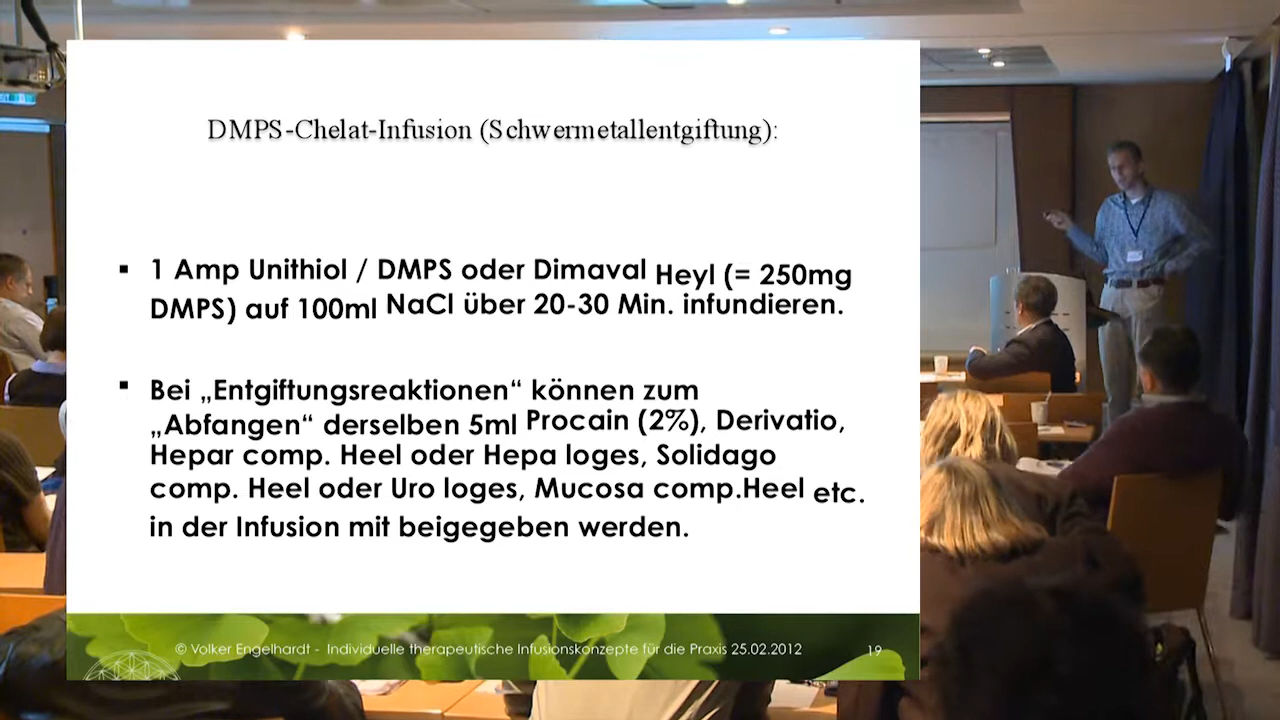 DMPS-Chelat-Infusion (Schwermetallentgiftung):
▪ 1 Amp Unithiol / DMPS oder Dimaval Heyl (= 250mg
DMPS) auf 100ml NaCl über 20-30 Min. infundieren.
▪ Bei „Entgiftungsreaktionen“ können zum
„Abfangen“ derselben 5ml Procain (2%), Derivatio,
Hepar comp. Heel oder Hepa loges, Solidago
comp. Heel oder Uro loges, Mucosa comp.Heel etc.
in der Infusion mit beigegeben werden.
© Volker Engelhardt - Individuelle therapeutische Infusionskonzepte für die Praxis 25.02.2012
19